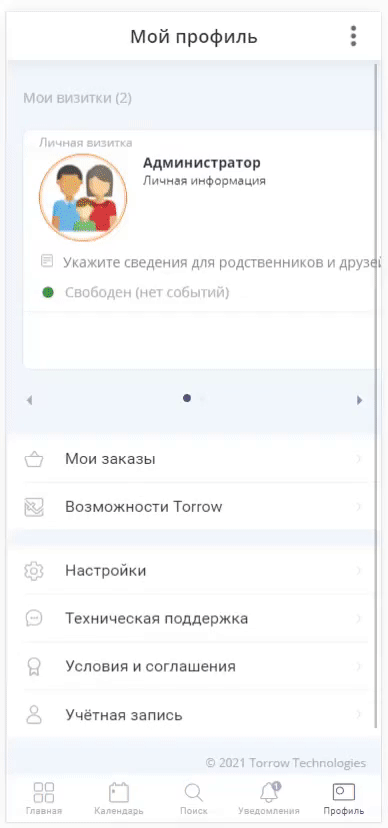 Мой профиль
Мои визитки (2)
Личная визитка
Администратор
Личная информация
Укажите сведения для родственников и друзей
Свободен (нет событий)
Мои заказы
Возможности Torrow
Настройки
Техническая поддержка
Условия и соглашения
Учётная запись
© 2021 Torrow Technologies
1
Главная
Календарь
Поиск
Уведомления
Профиль